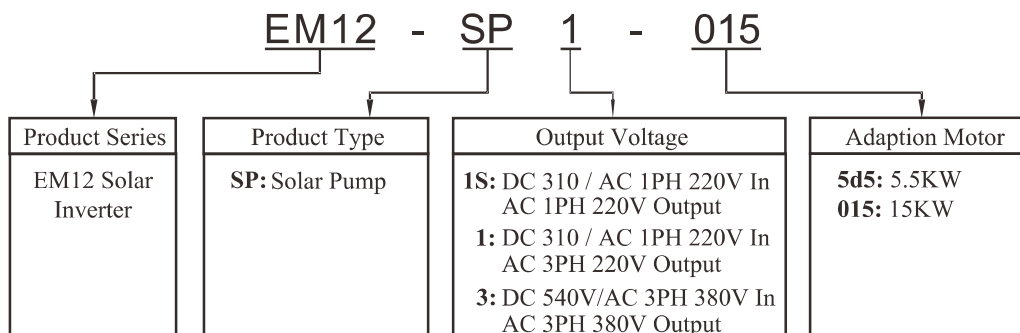 EM12 - SP 1 - 015
Product Series
EM12 Solar
Inverter
Product Type
SP: Solar Pump
Output Voltage
1S: DC 310 / AC 1PH 220V In
AC 1PH 220V Output
1: DC 310 / AC 1PH 220V In
AC 3PH 220V Output
3: DC 540V/AC 3PH 380V In
AC 3PH 380V Output
Adaption Motor
5d5: 5.5KW
015: 15KW